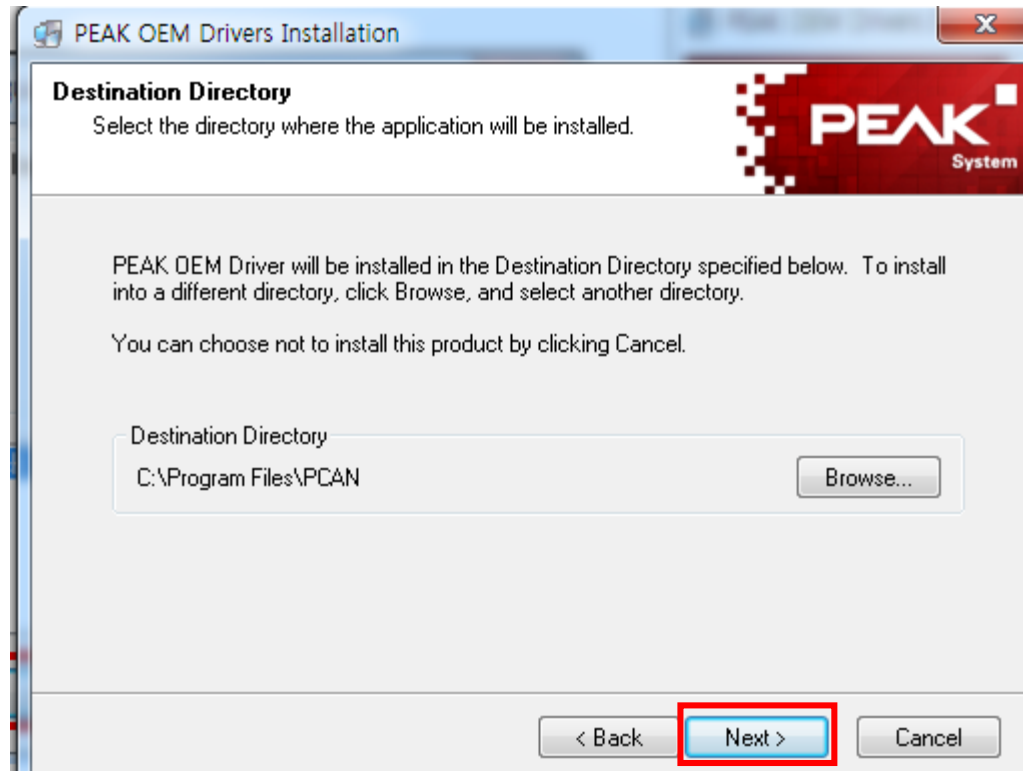 PEAK OEM Drivers Installation
Destination Directory
Select the directory where the application will be installed.
PEAK
System
PEAK OEM Driver will be installed in the Destination Directory specified below.  To install
into a different directory, click Browse, and select another directory.
You can choose not to install this product by clicking Cancel.
Destination Directory
C:\Program Files\PCAN
Browse...
< Back
Next >
Cancel